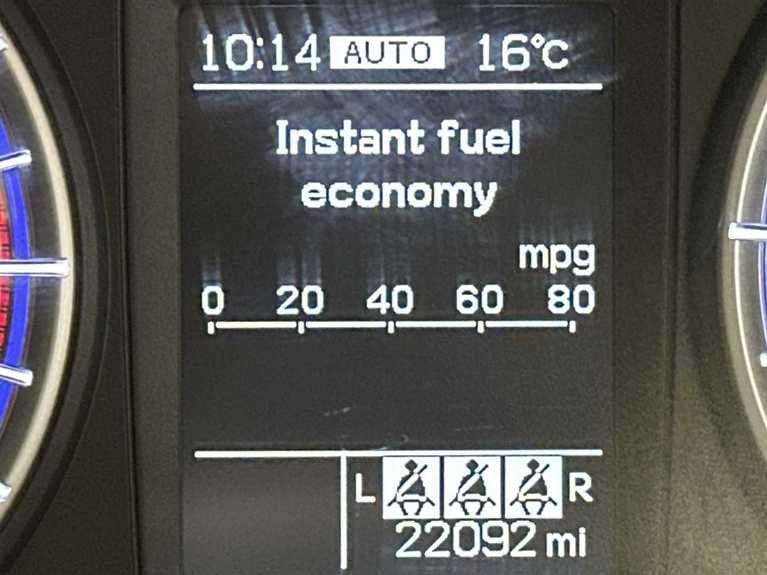 10:14 AUTO 16°C
Instant fuel
economy
mpg
0 20 40 60 80
L R
22092 mi